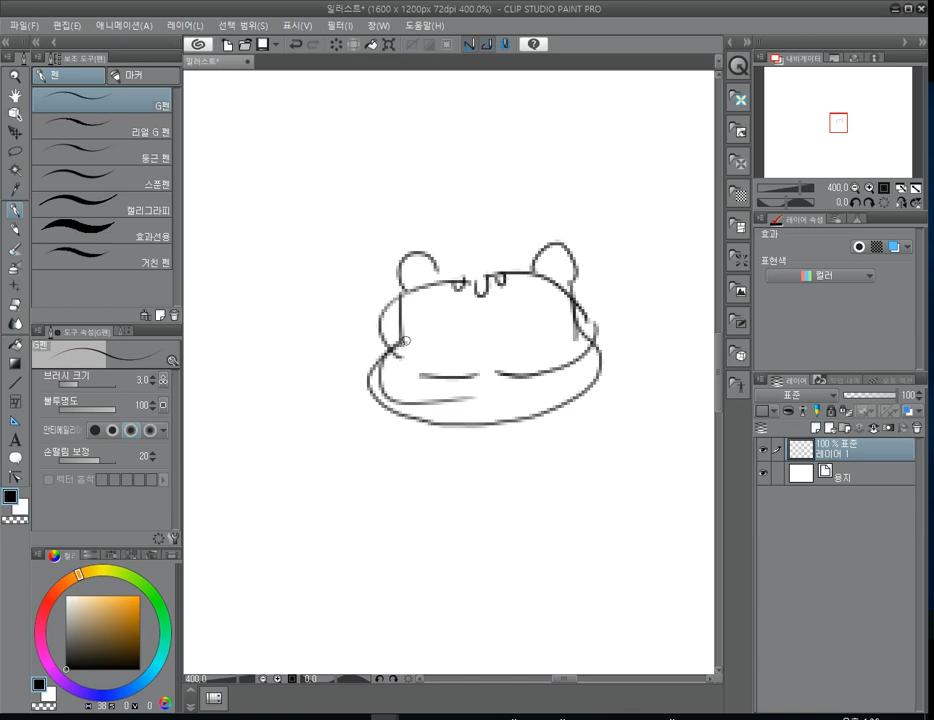 일러스트* (1600 x 1200px 72dpi 400.0%) - CLIP STUDIO PAINT PRO
파일(F) 편집(E) 애니메이션(A) 레이어(L) 선택 범위(S) 표시(V) 필터(I) 창(W) 도움말(H)
보조 도구(펜)
일러스트*
펜 마커
G펜
리얼 G 펜
둥근 펜
스푼펜
캘리그라피
효과선용
거친 펜
도구 속성(G펜)
G펜
브러시 크기 3.0
불투명도 100
안티에일리어
손떨림 보정 20
벡터 흡착
컬러
H 38 S 0 V 0
400.0 0.0
내비게이터
400.0
0.0
레이어 속성
효과
표현색
컬러
레이어
표준 100
100 % 표준
레이어 1
용지